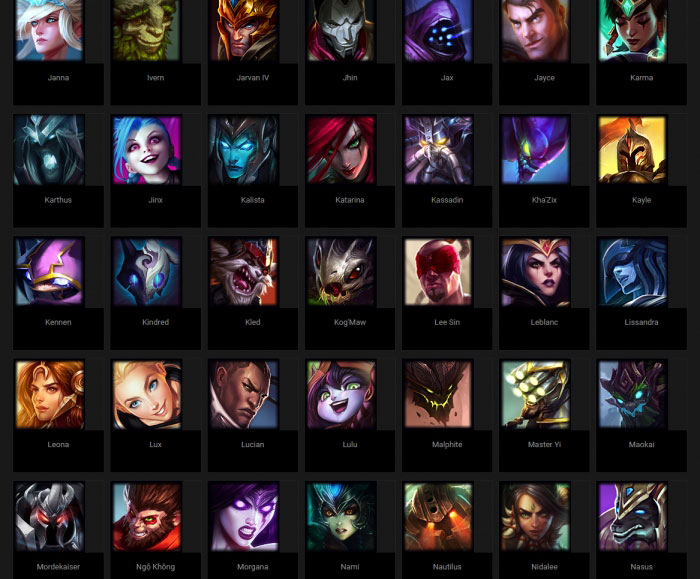 Janna
Ivern
Jarvan IV
Jhin
Jax
Jayce
Karma
Karthus
Jinx
Kalista
Katarina
Kassadin
Kha'Zix
Kayle
Kennen
Kindred
Kled
Kog'Maw
Lee Sin
Leblanc
Lissandra
Leona
Lux
Lucian
Lulu
Malphite
Master Yi
Maokai
Mordekaiser
Ngộ Không
Morgana
Nami
Nautilus
Nidalee
Nasus